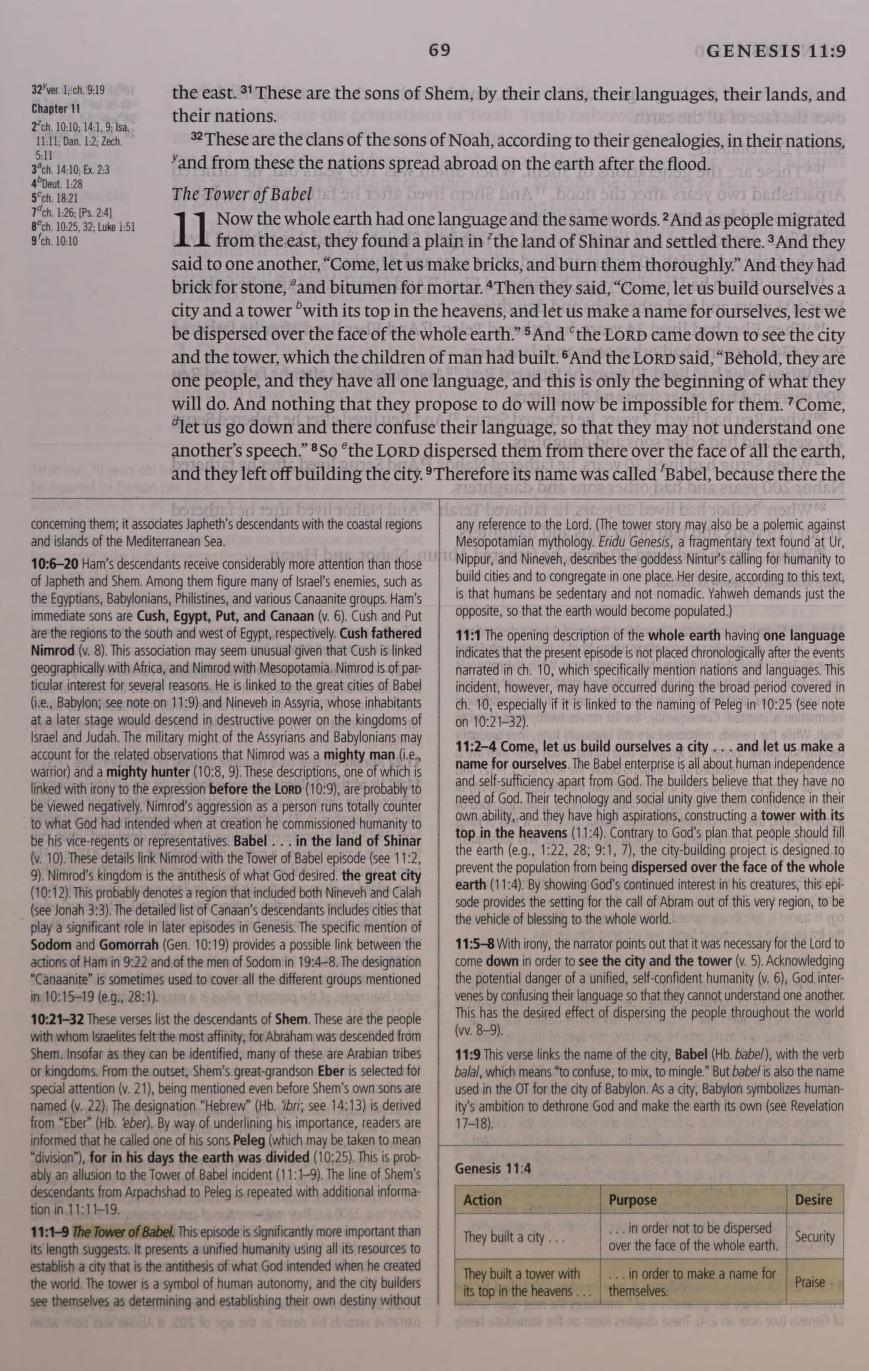 69
GENESIS 11:9
32ʸver. 1; ch. 9:19
Chapter 11
2ᶻch. 10:10; 14:1, 9; Isa.
11:11; Dan. 1:2; Zech.
5:11
3ᵃch. 14:10; Ex. 2:3
4ᵇDeut. 1:28
5ᶜch. 18:21
7ᵈch. 1:26; [Ps. 2:4]
8ᵉch. 10:25, 32; Luke 1:51
9ᶠch. 10:10
the east. ³¹These are the sons of Shem, by their clans, their languages, their lands, and
their nations.
³²These are the clans of the sons of Noah, according to their genealogies, in their nations,
ʸand from these the nations spread abroad on the earth after the flood.
The Tower of Babel
11 Now the whole earth had one language and the same words. ²And as people migrated
from the east, they found a plain in ᶻthe land of Shinar and settled there. ³And they
said to one another, “Come, let us make bricks, and burn them thoroughly.” And they had
brick for stone, ᵃand bitumen for mortar. ⁴Then they said, “Come, let us build ourselves a
city and a tower ᵇwith its top in the heavens, and let us make a name for ourselves, lest we
be dispersed over the face of the whole earth.” ⁵And ᶜthe LORD came down to see the city
and the tower, which the children of man had built. ⁶And the LORD said, “Behold, they are
one people, and they have all one language, and this is only the beginning of what they
will do. And nothing that they propose to do will now be impossible for them. ⁷Come,
ᵈlet us go down and there confuse their language, so that they may not understand one
another’s speech.” ⁸So ᵉthe LORD dispersed them from there over the face of all the earth,
and they left off building the city. ⁹Therefore its name was called ᶠBabel, because there the
concerning them; it associates Japheth’s descendants with the coastal regions
and islands of the Mediterranean Sea.
10:6–20 Ham’s descendants receive considerably more attention than those
of Japheth and Shem. Among them figure many of Israel’s enemies, such as
the Egyptians, Babylonians, Philistines, and various Canaanite groups. Ham’s
immediate sons are Cush, Egypt, Put, and Canaan (v. 6). Cush and Put
are the regions to the south and west of Egypt, respectively. Cush fathered
Nimrod (v. 8). This association may seem unusual given that Cush is linked
geographically with Africa, and Nimrod with Mesopotamia. Nimrod is of par-
ticular interest for several reasons. He is linked to the great cities of Babel
(i.e., Babylon; see note on 11:9) and Nineveh in Assyria, whose inhabitants
at a later stage would descend in destructive power on the kingdoms of
Israel and Judah. The military might of the Assyrians and Babylonians may
account for the related observations that Nimrod was a mighty man (i.e.,
warrior) and a mighty hunter (10:8, 9). These descriptions, one of which is
linked with irony to the expression before the LORD (10:9), are probably to
be viewed negatively. Nimrod’s aggression as a person runs totally counter
to what God had intended when at creation he commissioned humanity to
be his vice-regents or representatives. Babel . . . in the land of Shinar
(v. 10). These details link Nimrod with the Tower of Babel episode (see 11:2,
9). Nimrod’s kingdom is the antithesis of what God desired. the great city
(10:12). This probably denotes a region that included both Nineveh and Calah
(see Jonah 3:3). The detailed list of Canaan’s descendants includes cities that
play a significant role in later episodes in Genesis. The specific mention of
Sodom and Gomorrah (Gen. 10:19) provides a possible link between the
actions of Ham in 9:22 and of the men of Sodom in 19:4–8. The designation
“Canaanite” is sometimes used to cover all the different groups mentioned
in 10:15–19 (e.g., 28:1).
10:21–32 These verses list the descendants of Shem. These are the people
with whom Israelites felt the most affinity, for Abraham was descended from
Shem. Insofar as they can be identified, many of these are Arabian tribes
or kingdoms. From the outset, Shem’s great-grandson Eber is selected for
special attention (v. 21), being mentioned even before Shem’s own sons are
named (v. 22). The designation “Hebrew” (Hb. ‘ibri; see 14:13) is derived
from “Eber” (Hb. ‘eber). By way of underlining his importance, readers are
informed that he called one of his sons Peleg (which may be taken to mean
“division”), for in his days the earth was divided (10:25). This is prob-
ably an allusion to the Tower of Babel incident (11:1–9). The line of Shem’s
descendants from Arpachshad to Peleg is repeated with additional informa-
tion in 11:11–19.
11:1–9 The Tower of Babel. This episode is significantly more important than
its length suggests. It presents a unified humanity using all its resources to
establish a city that is the antithesis of what God intended when he created
the world. The tower is a symbol of human autonomy, and the city builders
see themselves as determining and establishing their own destiny without
any reference to the Lord. (The tower story may also be a polemic against
Mesopotamian mythology. Eridu Genesis, a fragmentary text found at Ur,
Nippur, and Nineveh, describes the goddess Nintur’s calling for humanity to
build cities and to congregate in one place. Her desire, according to this text,
is that humans be sedentary and not nomadic. Yahweh demands just the
opposite, so that the earth would become populated.)
11:1 The opening description of the whole earth having one language
indicates that the present episode is not placed chronologically after the events
narrated in ch. 10, which specifically mention nations and languages. This
incident, however, may have occurred during the broad period covered in
ch. 10, especially if it is linked to the naming of Peleg in 10:25 (see note
on 10:21–32).
11:2–4 Come, let us build ourselves a city . . . and let us make a
name for ourselves. The Babel enterprise is all about human independence
and self-sufficiency apart from God. The builders believe that they have no
need of God. Their technology and social unity give them confidence in their
own ability, and they have high aspirations, constructing a tower with its
top in the heavens (11:4). Contrary to God’s plan that people should fill
the earth (e.g., 1:22, 28; 9:1, 7), the city-building project is designed to
prevent the population from being dispersed over the face of the whole
earth (11:4). By showing God’s continued interest in his creatures, this epi-
sode provides the setting for the call of Abram out of this very region, to be
the vehicle of blessing to the whole world.
11:5–8 With irony, the narrator points out that it was necessary for the Lord to
come down in order to see the city and the tower (v. 5). Acknowledging
the potential danger of a unified, self-confident humanity (v. 6), God inter-
venes by confusing their language so that they cannot understand one another.
This has the desired effect of dispersing the people throughout the world
(vv. 8–9).
11:9 This verse links the name of the city, Babel (Hb. babel), with the verb
balal, which means “to confuse, to mix, to mingle.” But babel is also the name
used in the OT for the city of Babylon. As a city, Babylon symbolizes human-
ity’s ambition to dethrone God and make the earth its own (see Revelation
17–18).
Genesis 11:4
Action Purpose Desire
They built a city . . . . . . in order not to be dispersed
over the face of the whole earth. Security
They built a tower with
its top in the heavens . . . . . . in order to make a name for
themselves. Praise